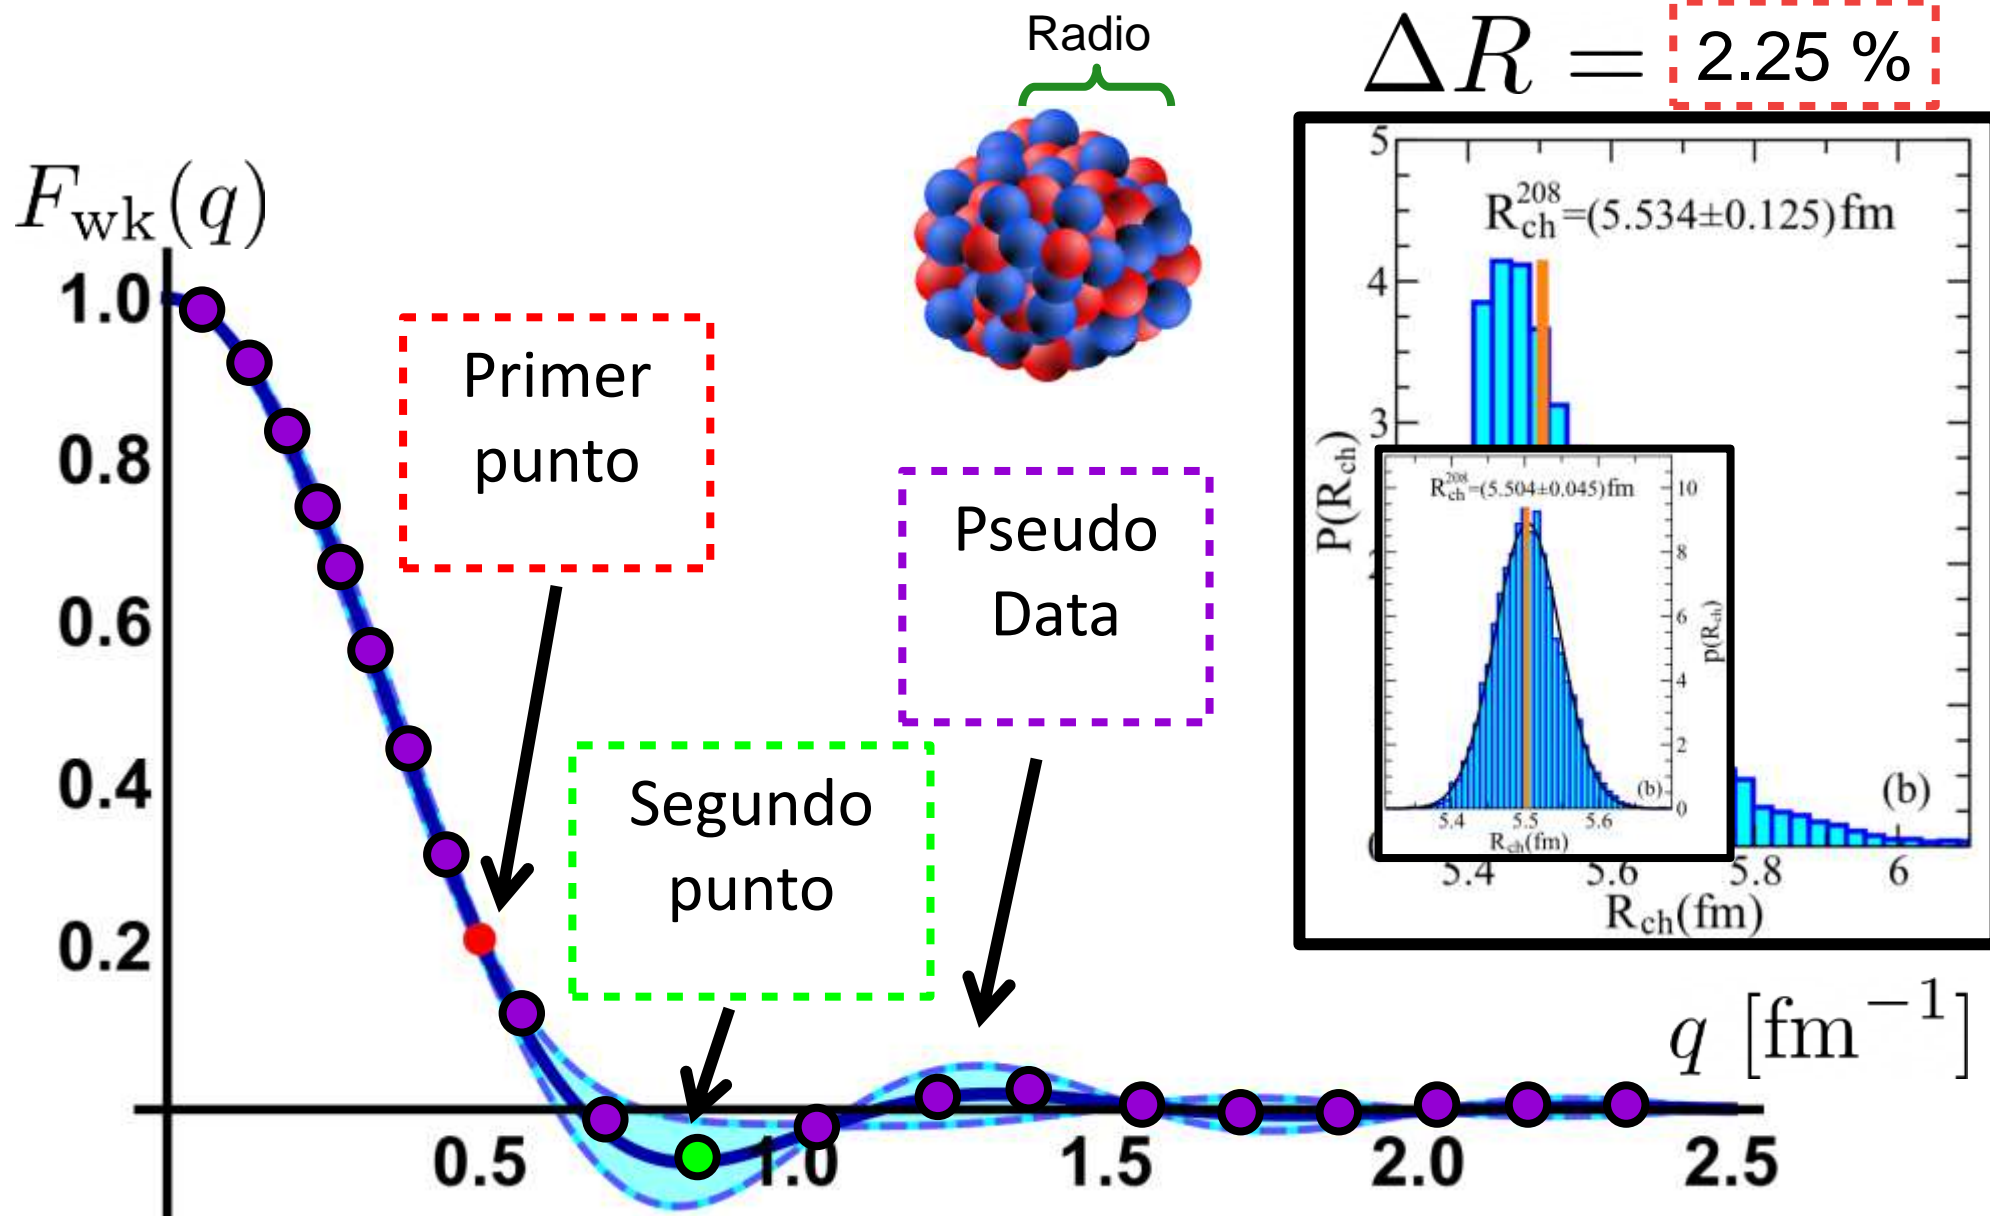 Radio
ΔR = 2.25 %
F_wk(q)
1.0
0.8
0.6
0.4
0.2
0.5
1.0
1.5
2.0
2.5
q [fm⁻¹]
Primer
punto
Segundo
punto
Pseudo
Data
5
4
3
P(R_ch)
R_ch^208=(5.534±0.125)fm
(b)
5.4
5.6
5.8
6
R_ch(fm)
R_ch^208=(5.504±0.045)fm
10
8
6
4
2
0
p(R_ch)
(b)
5.4
5.5
5.6
R_ch(fm)